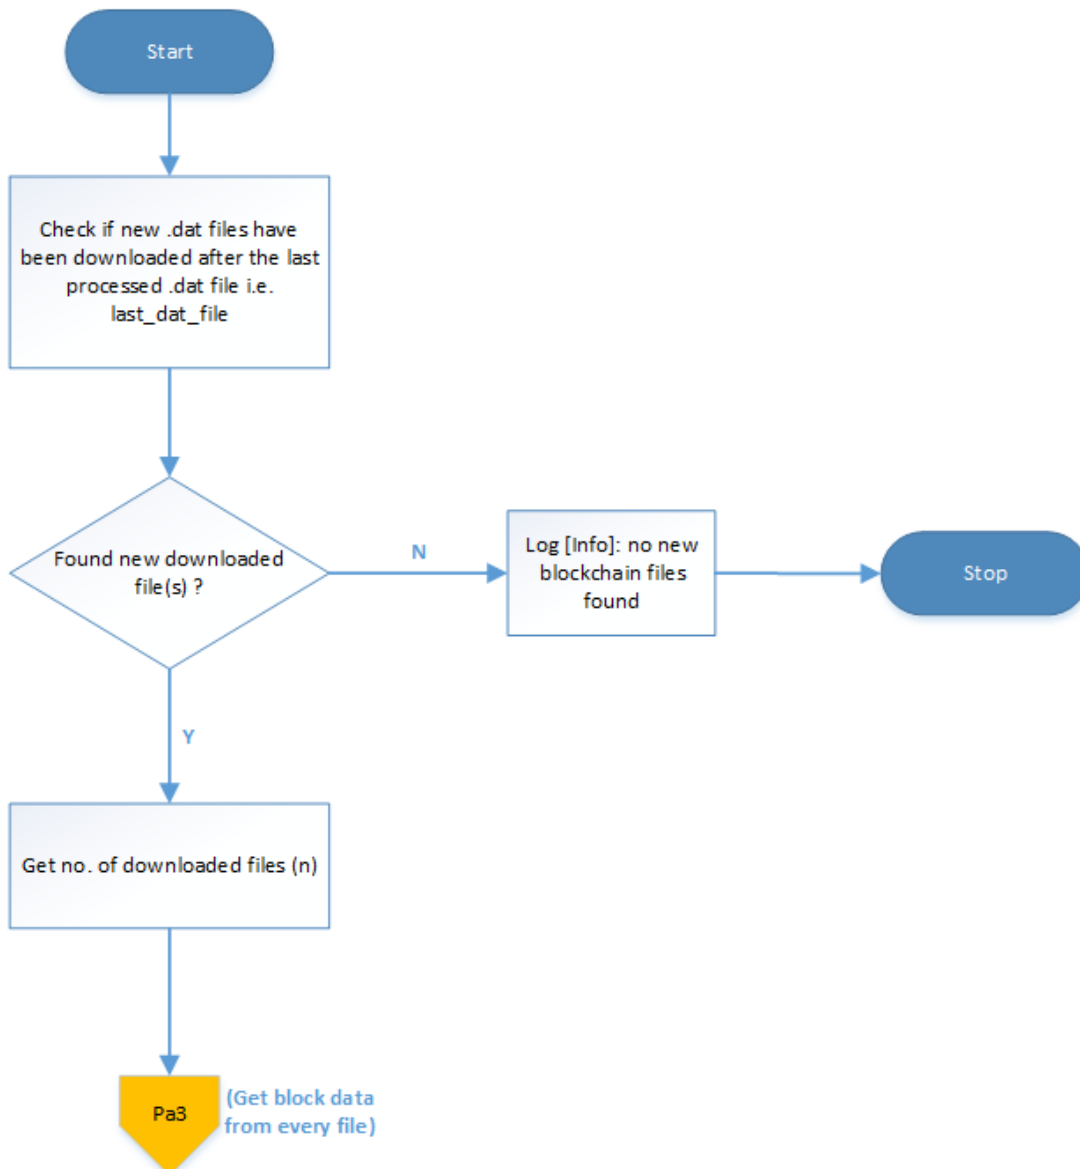 Start
Check if new .dat files have
been downloaded after the last
processed .dat file i.e.
last_dat_file
Found new downloaded
file(s) ?
N
Log [Info]: no new
blockchain files
found
Stop
Y
Get no. of downloaded files (n)
Pa3
(Get block data
from every file)